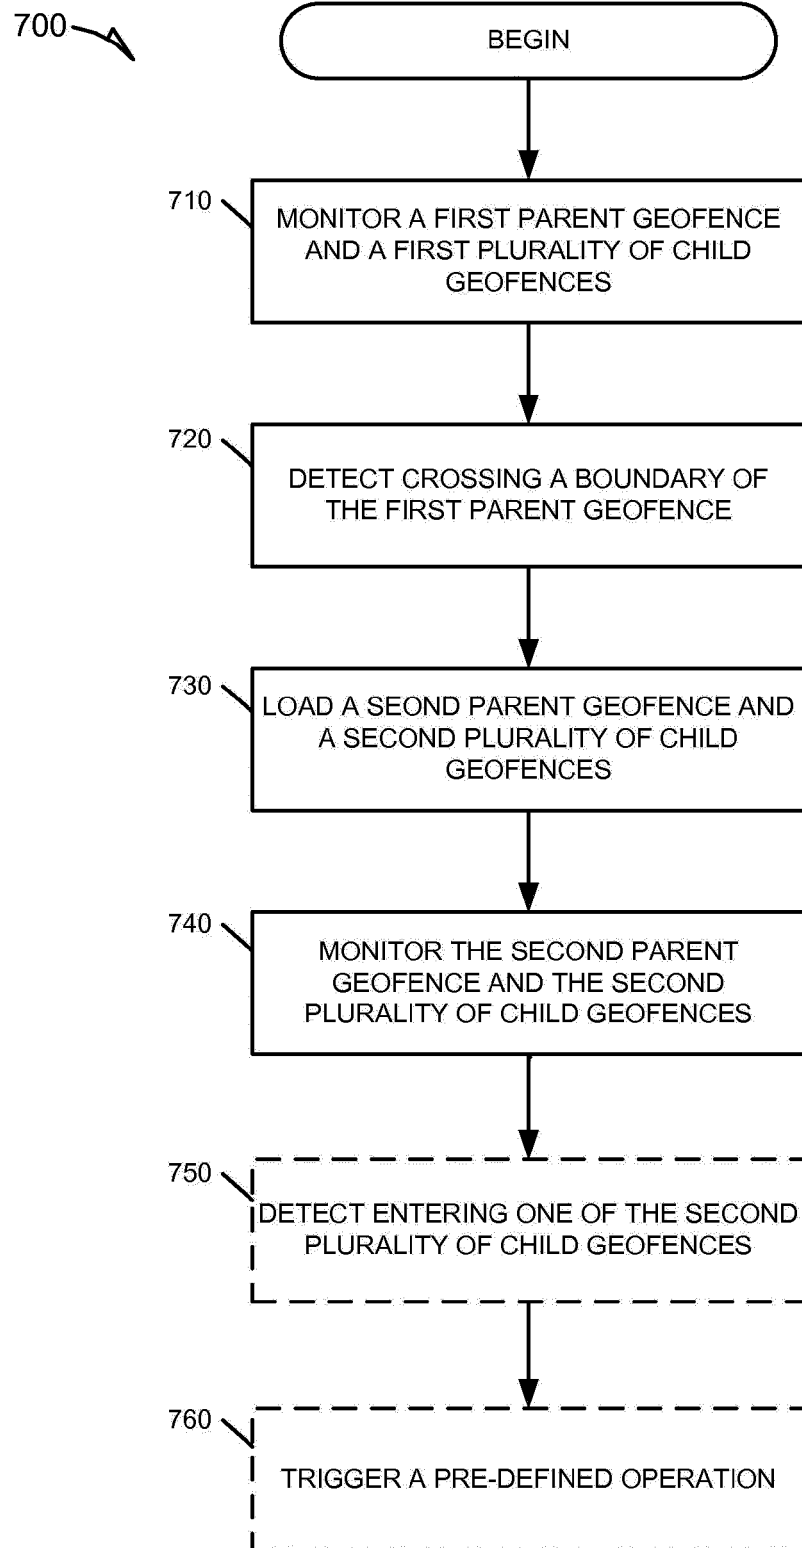 700
BEGIN
710
MONITOR A FIRST PARENT GEOFENCE
AND A FIRST PLURALITY OF CHILD
GEOFENCES
720
DETECT CROSSING A BOUNDARY OF
THE FIRST PARENT GEOFENCE
730
LOAD A SEOND PARENT GEOFENCE AND
A SECOND PLURALITY OF CHILD
GEOFENCES
740
MONITOR THE SECOND PARENT
GEOFENCE AND THE SECOND
PLURALITY OF CHILD GEOFENCES
750
DETECT ENTERING ONE OF THE SECOND
PLURALITY OF CHILD GEOFENCES
760
TRIGGER A PRE-DEFINED OPERATION